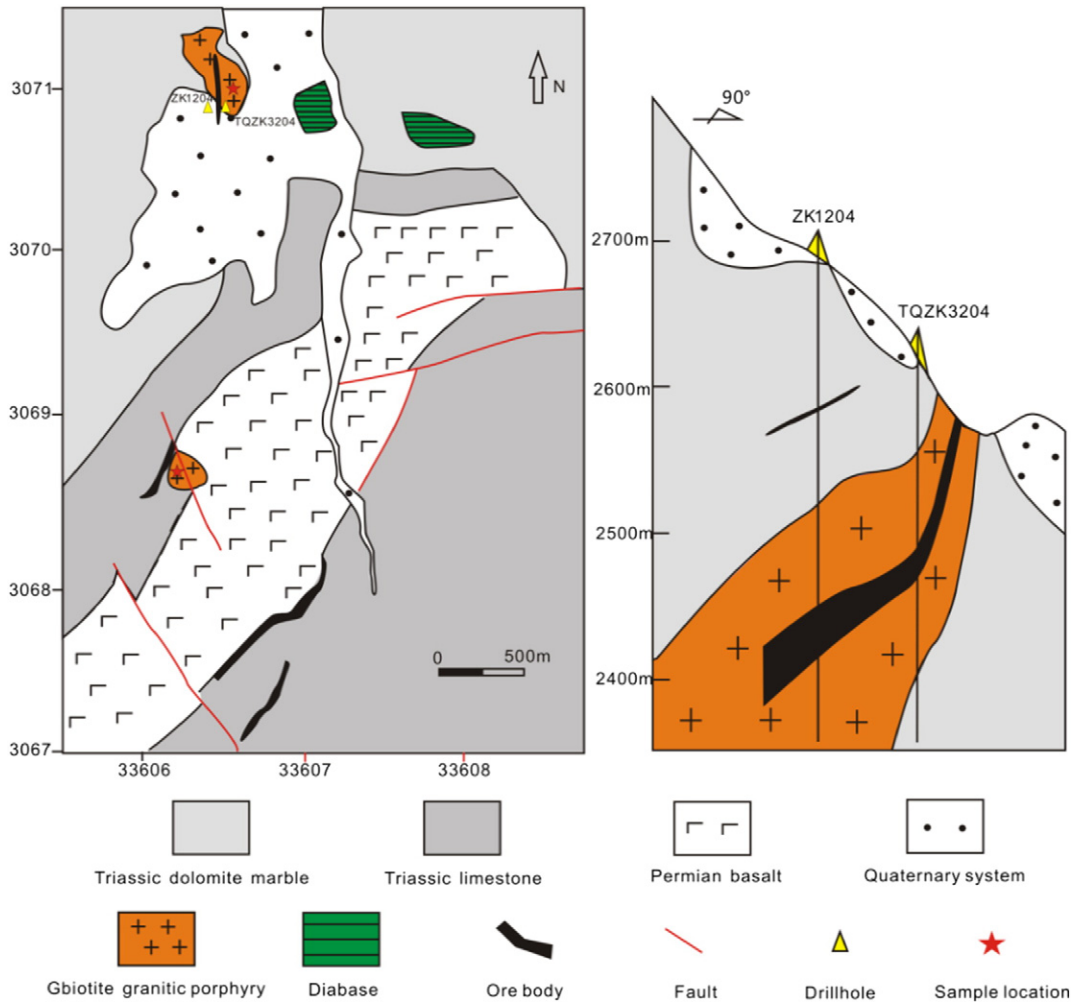 3071
3070
3069
3068
3067
33606
33607
33608
ZK1204
TQZK3204
N
0 500m
90°
ZK1204
TQZK3204
2700m
2600m
2500m
2400m
Triassic dolomite marble
Triassic limestone
Permian basalt
Quaternary system
Gbiotite granitic porphyry
Diabase
Ore body
Fault
Drillhole
Sample location